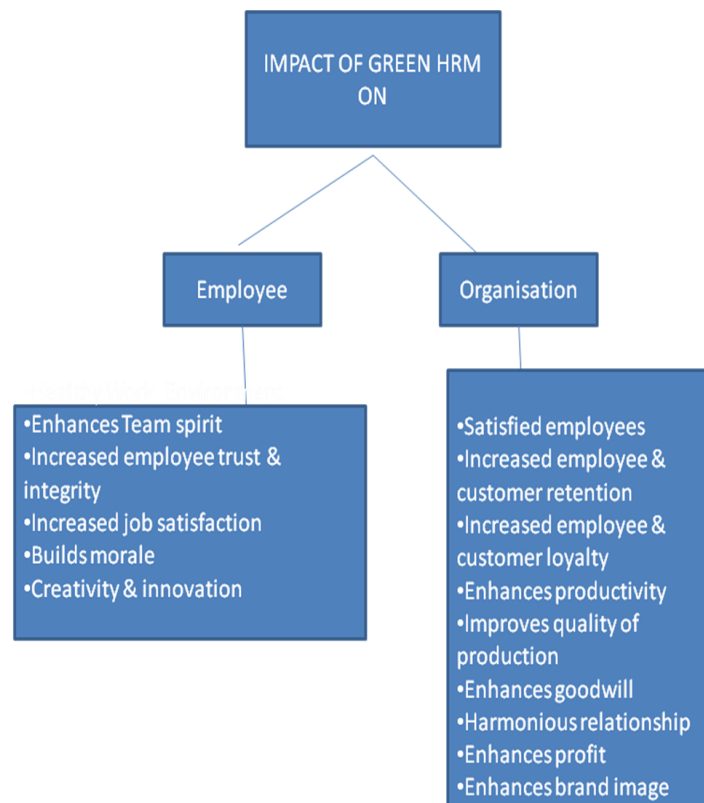 IMPACT OF GREEN HRM
ON
Employee
Organisation
•Enhances Team spirit
•Increased employee trust &
integrity
•Increased job satisfaction
•Builds morale
•Creativity & innovation
•Satisfied employees
•Increased employee &
customer retention
•Increased employee &
customer loyalty
•Enhances productivity
•Improves quality of
production
•Enhances goodwill
•Harmonious relationship
•Enhances profit
•Enhances brand image